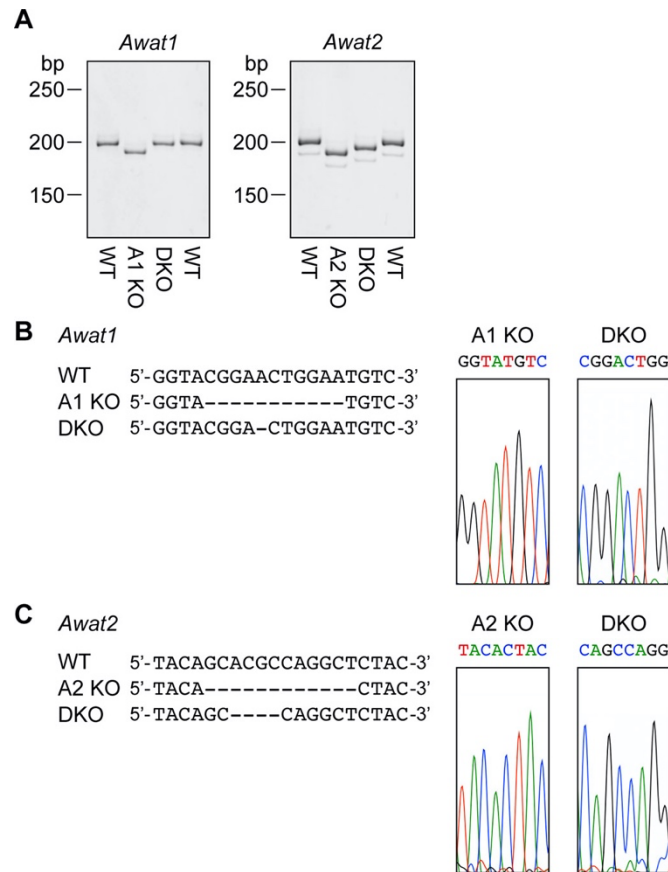 A
Awat1
Awat2
bp
bp
250
250
200
200
150
150
WT
A1 KO
DKO
WT
WT
A2 KO
DKO
WT
B
Awat1
WT 5’-GGTACGGAACTGGAATGTC-3’
A1 KO 5’-GGTA-----------TGTC-3’
DKO 5’-GGTACGGA-CTGGAATGTC-3’
A1 KO
GGTATGTC
DKO
CGGACTGG
C
Awat2
WT 5’-TACAGCACGCCAGGCTCTAC-3’
A2 KO 5’-TACA------------CTAC-3’
DKO 5’-TACAGC----CAGGCTCTAC-3’
A2 KO
TACACTAC
DKO
CAGCCAGG